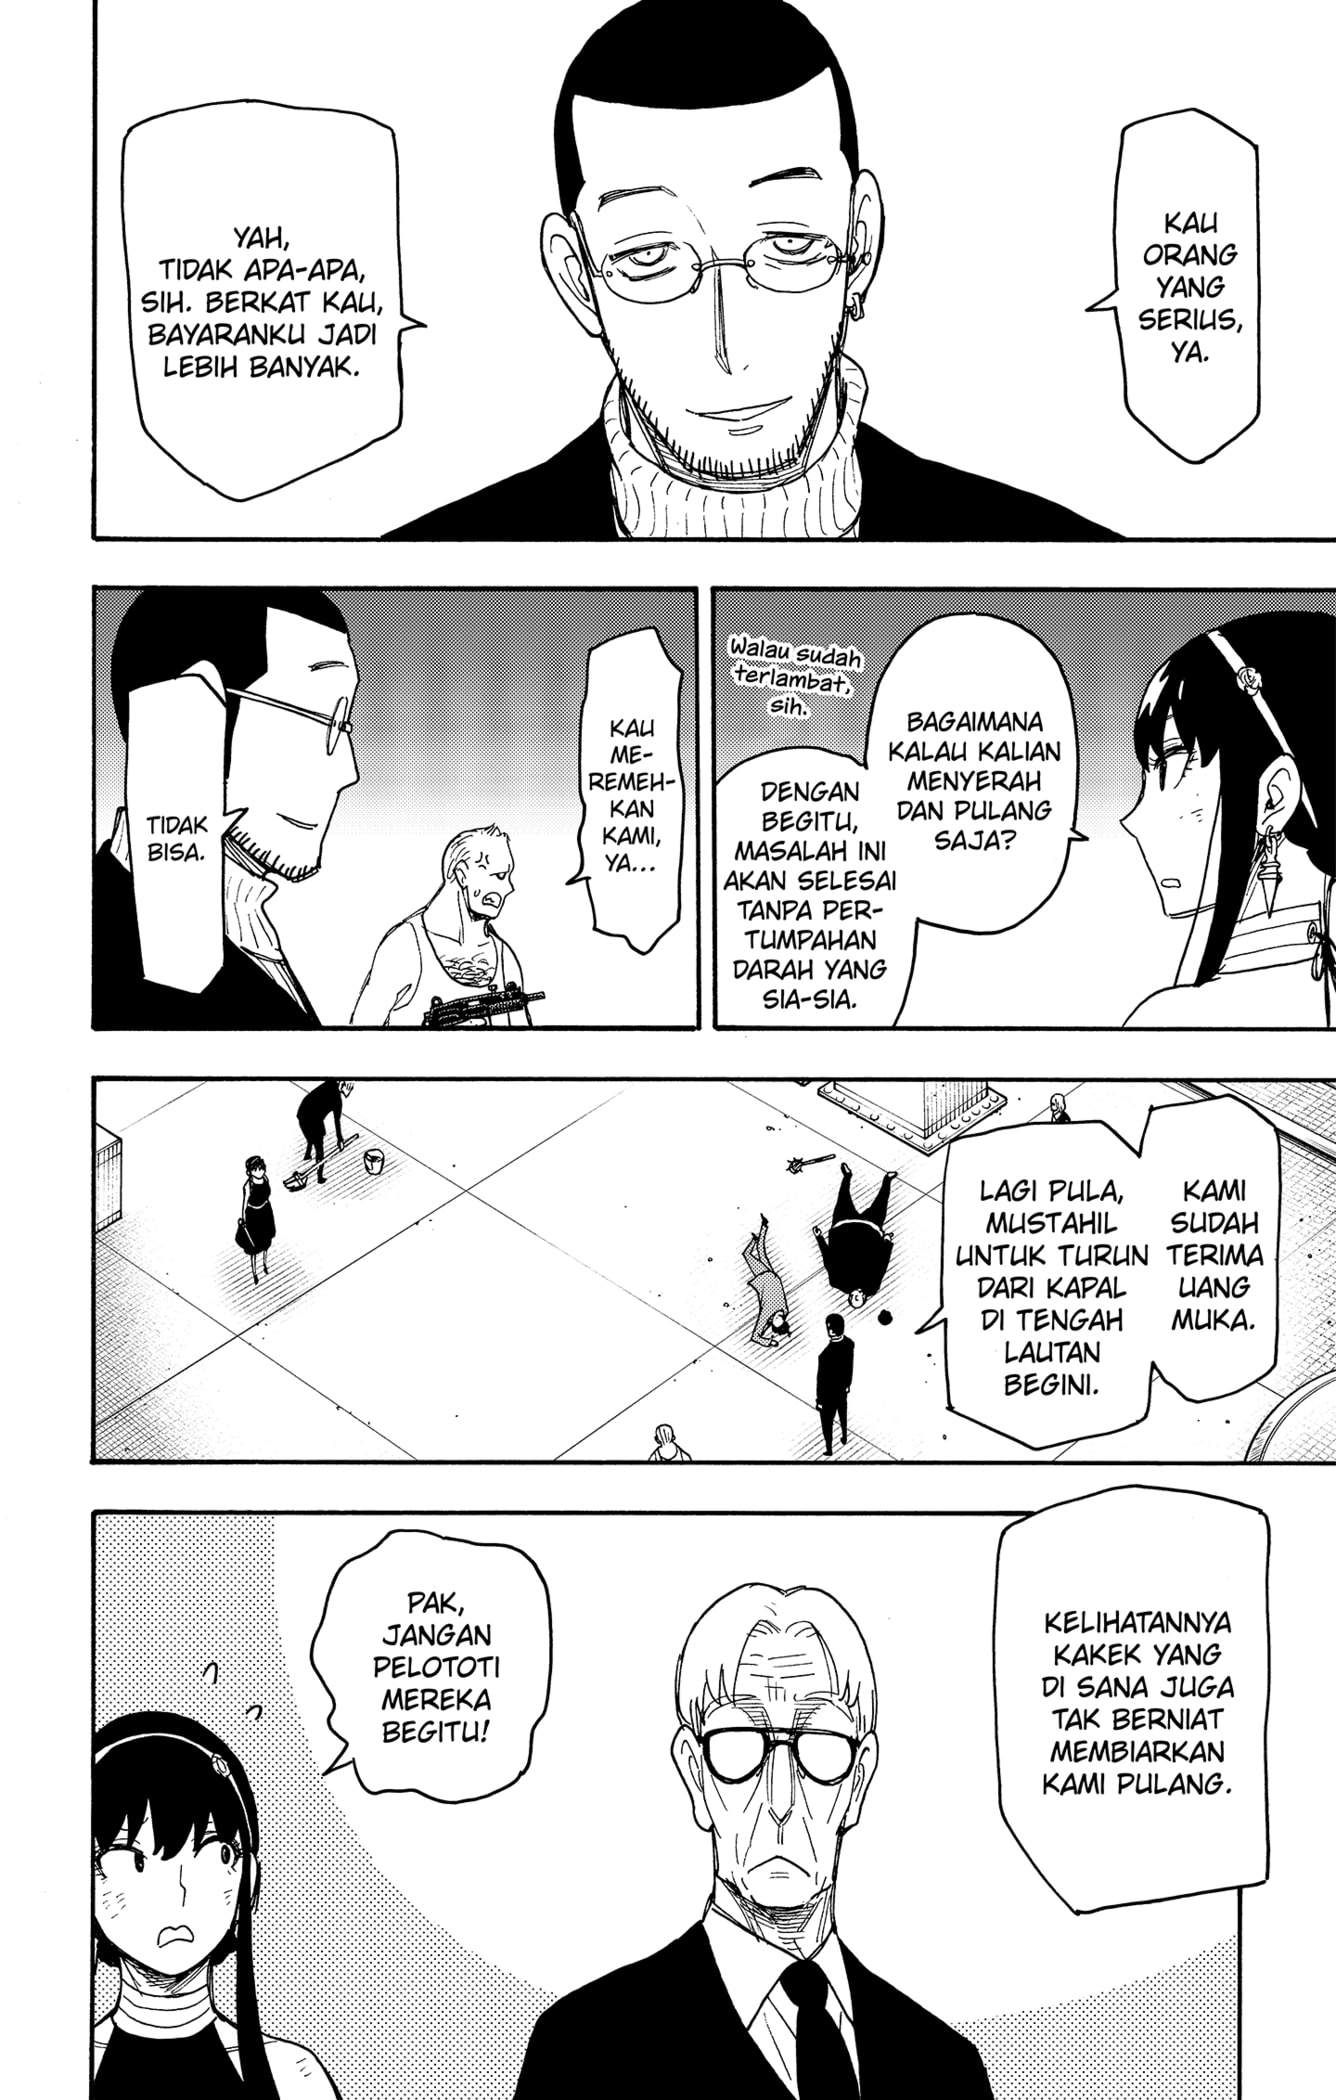 KAU
ORANG
YANG
SERIUS,
YA.
YAH,
TIDAK APA-APA,
SIH. BERKAT KAU,
BAYARANKU JADI
LEBIH BANYAK.
BAGAIMANA
KALAU KALIAN
MENYERAH
DAN PULANG
SAJA?
DENGAN
BEGITU,
MASALAH INI
AKAN SELESAI
TANPA PER-
TUMPAHAN
DARAH YANG
SIA-SIA.
Walau sudah
terlambat,
sih.
KAU
ME-
REMEH-
KAN
KAMI,
YA...
TIDAK
BISA.
KAMI
SUDAH
TERIMA
UANG
MUKA.
LAGI PULA,
MUSTAHIL
UNTUK TURUN
DARI KAPAL
DI TENGAH
LAUTAN
BEGINI.
KELIHATANNYA
KAKEK YANG
DI SANA JUGA
TAK BERNIAT
MEMBIARKAN
KAMI PULANG.
PAK,
JANGAN
PELOTOTI
MEREKA
BEGITU!